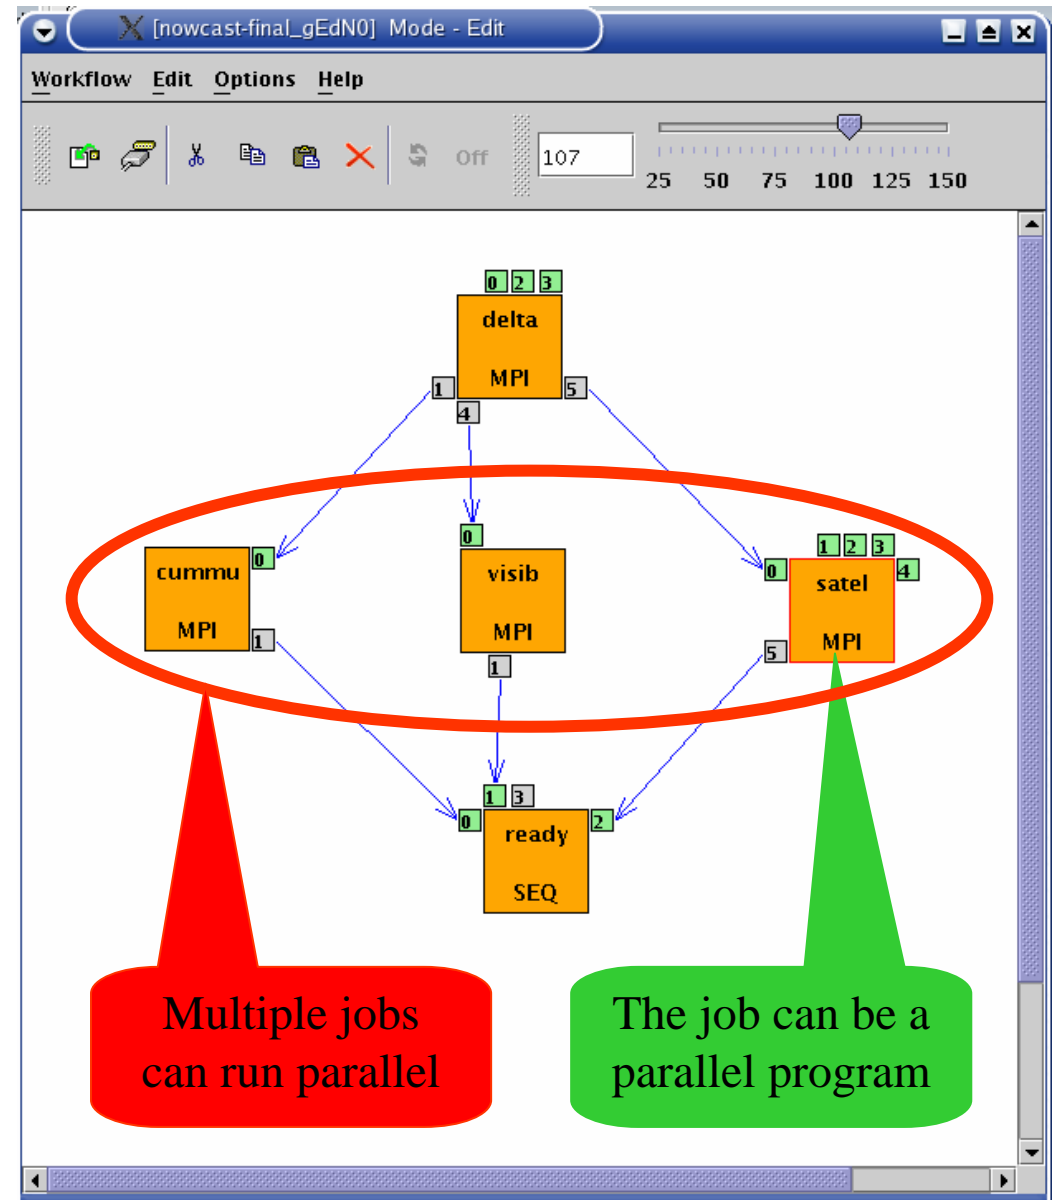 [nowcast-final_gEdN0] Mode - Edit
Workflow Edit Options Help
Off 107
25 50 75 100 125 150
0 2 3
delta
MPI
1 5
4
0
0
1 2 3
0 4
cummu
visib
satel
MPI
MPI
MPI
1
1
5
1 3
0 2
ready
SEQ
Multiple jobs
can run parallel
The job can be a
parallel program